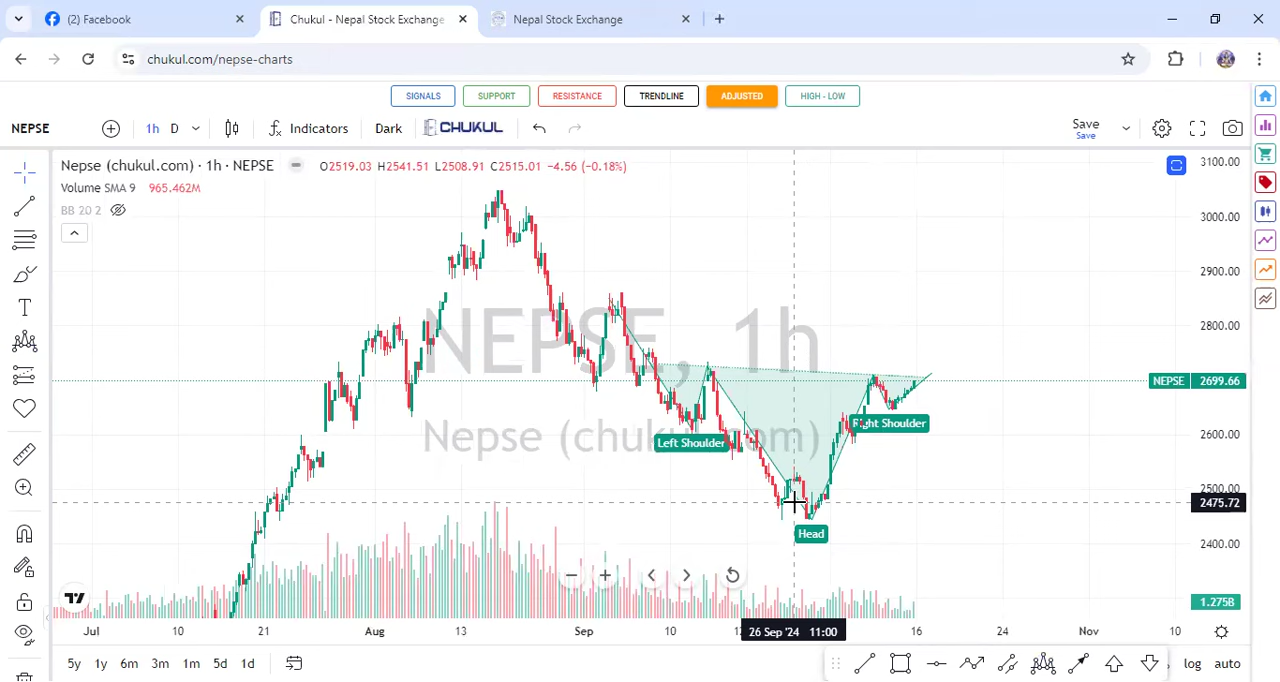 (2) Facebook
Chukul - Nepal Stock Exchange
Nepal Stock Exchange
chukul.com/nepse-charts
SIGNALS
SUPPORT
RESISTANCE
TRENDLINE
ADJUSTED
HIGH - LOW
NEPSE
1h D
Indicators
Dark
CHUKUL
Save
Save
Nepse (chukul.com) · 1h · NEPSE
O2519.03 H2541.51 L2508.91 C2515.01 −4.56 (−0.18%)
Volume SMA 9 965.462M
BB 20 2
NEPSE, 1h
Nepse (chukul.com)
Left Shoulder
Head
Right Shoulder
3100.00
3000.00
2900.00
2800.00
NEPSE 2699.66
2600.00
2500.00
2475.72
2400.00
1.275B
Jul
10
21
Aug
13
Sep
10
26 Sep '24 11:00
16
24
Nov
10
5y 1y 6m 3m 1m 5d 1d
log auto